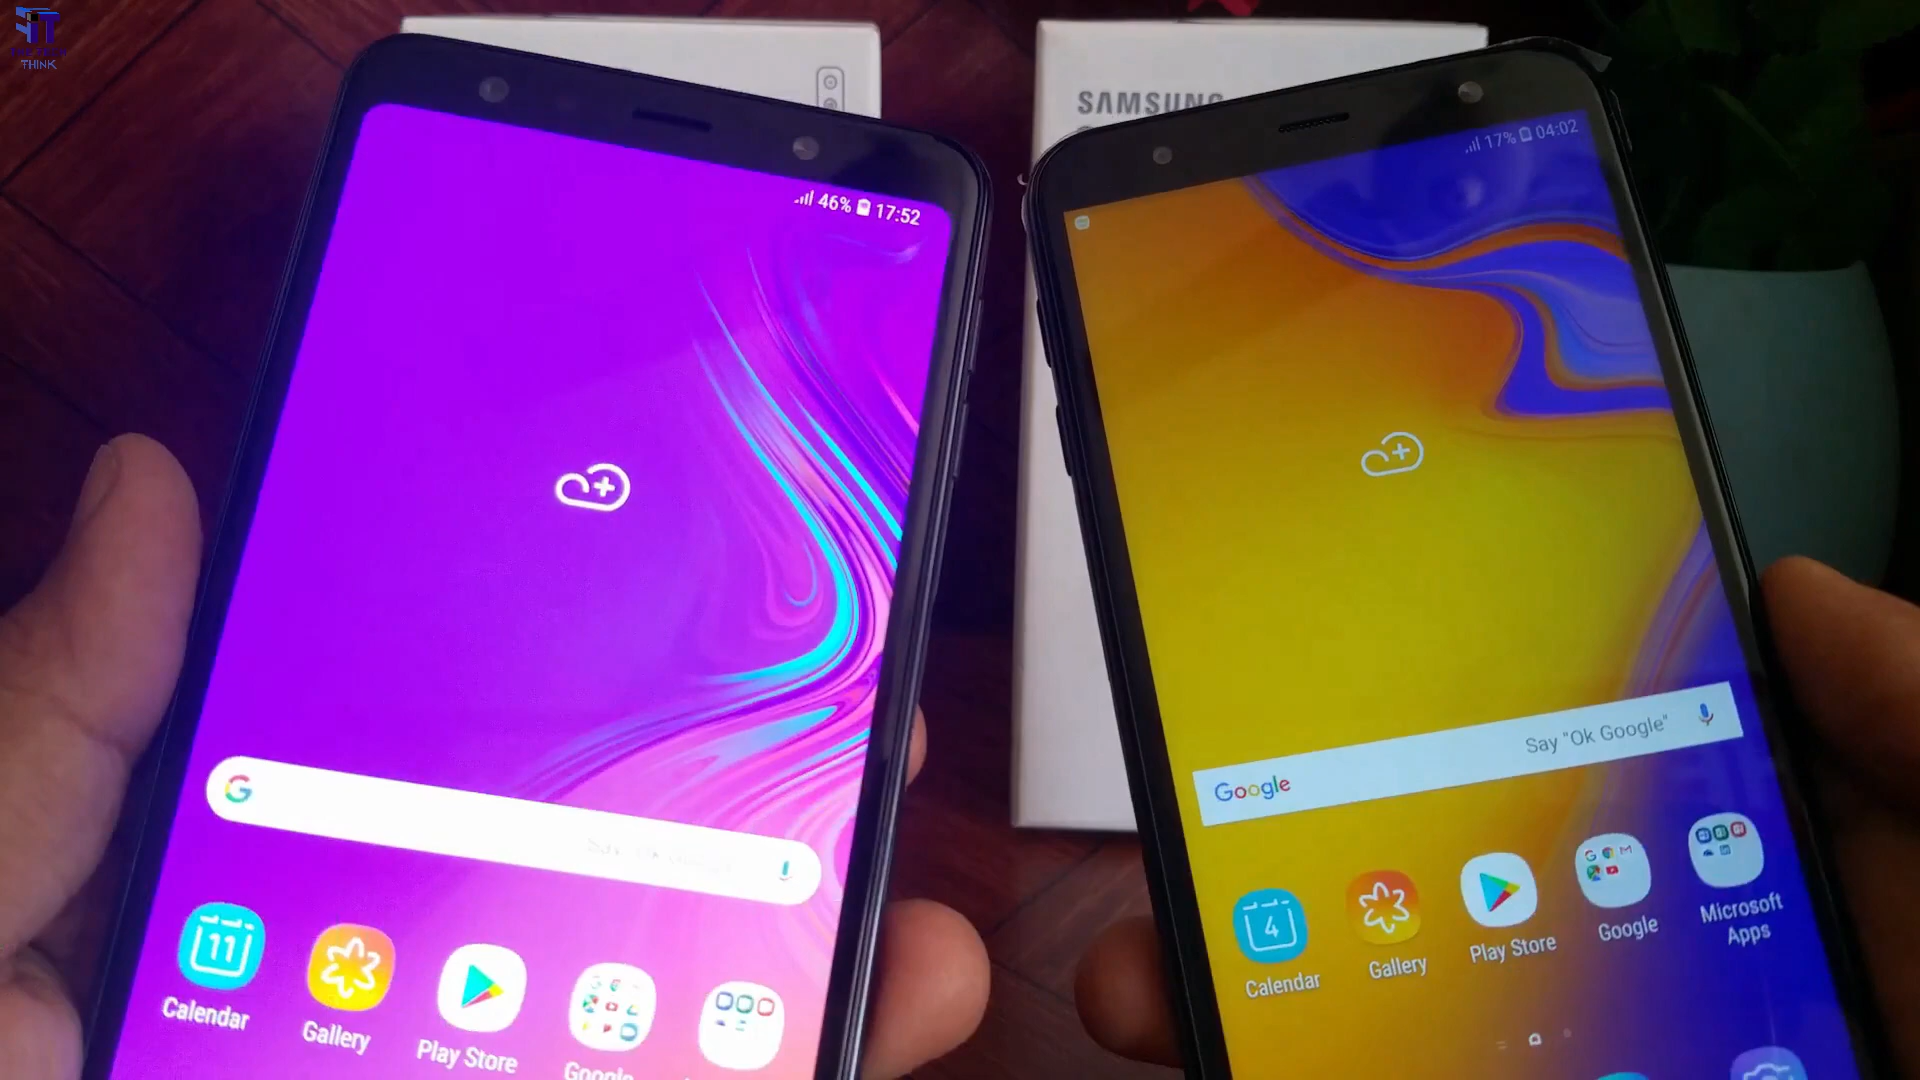 THINK
SAMSUNG
46% 17:52
17% 04:02
G
Google
Say "Ok Google"
11
Calendar
Gallery
Play Store
Google
4
Calendar
Gallery
Play Store
Google
Microsoft
Apps